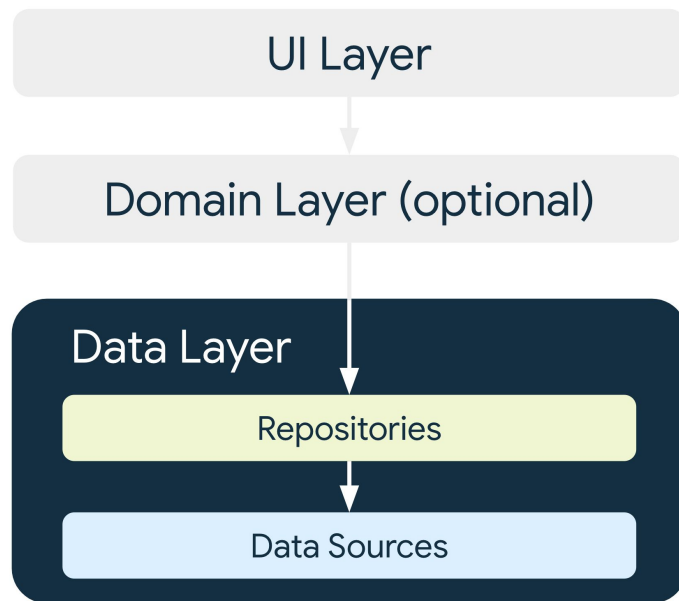 UI Layer
Domain Layer (optional)
Data Layer
Repositories
Data Sources